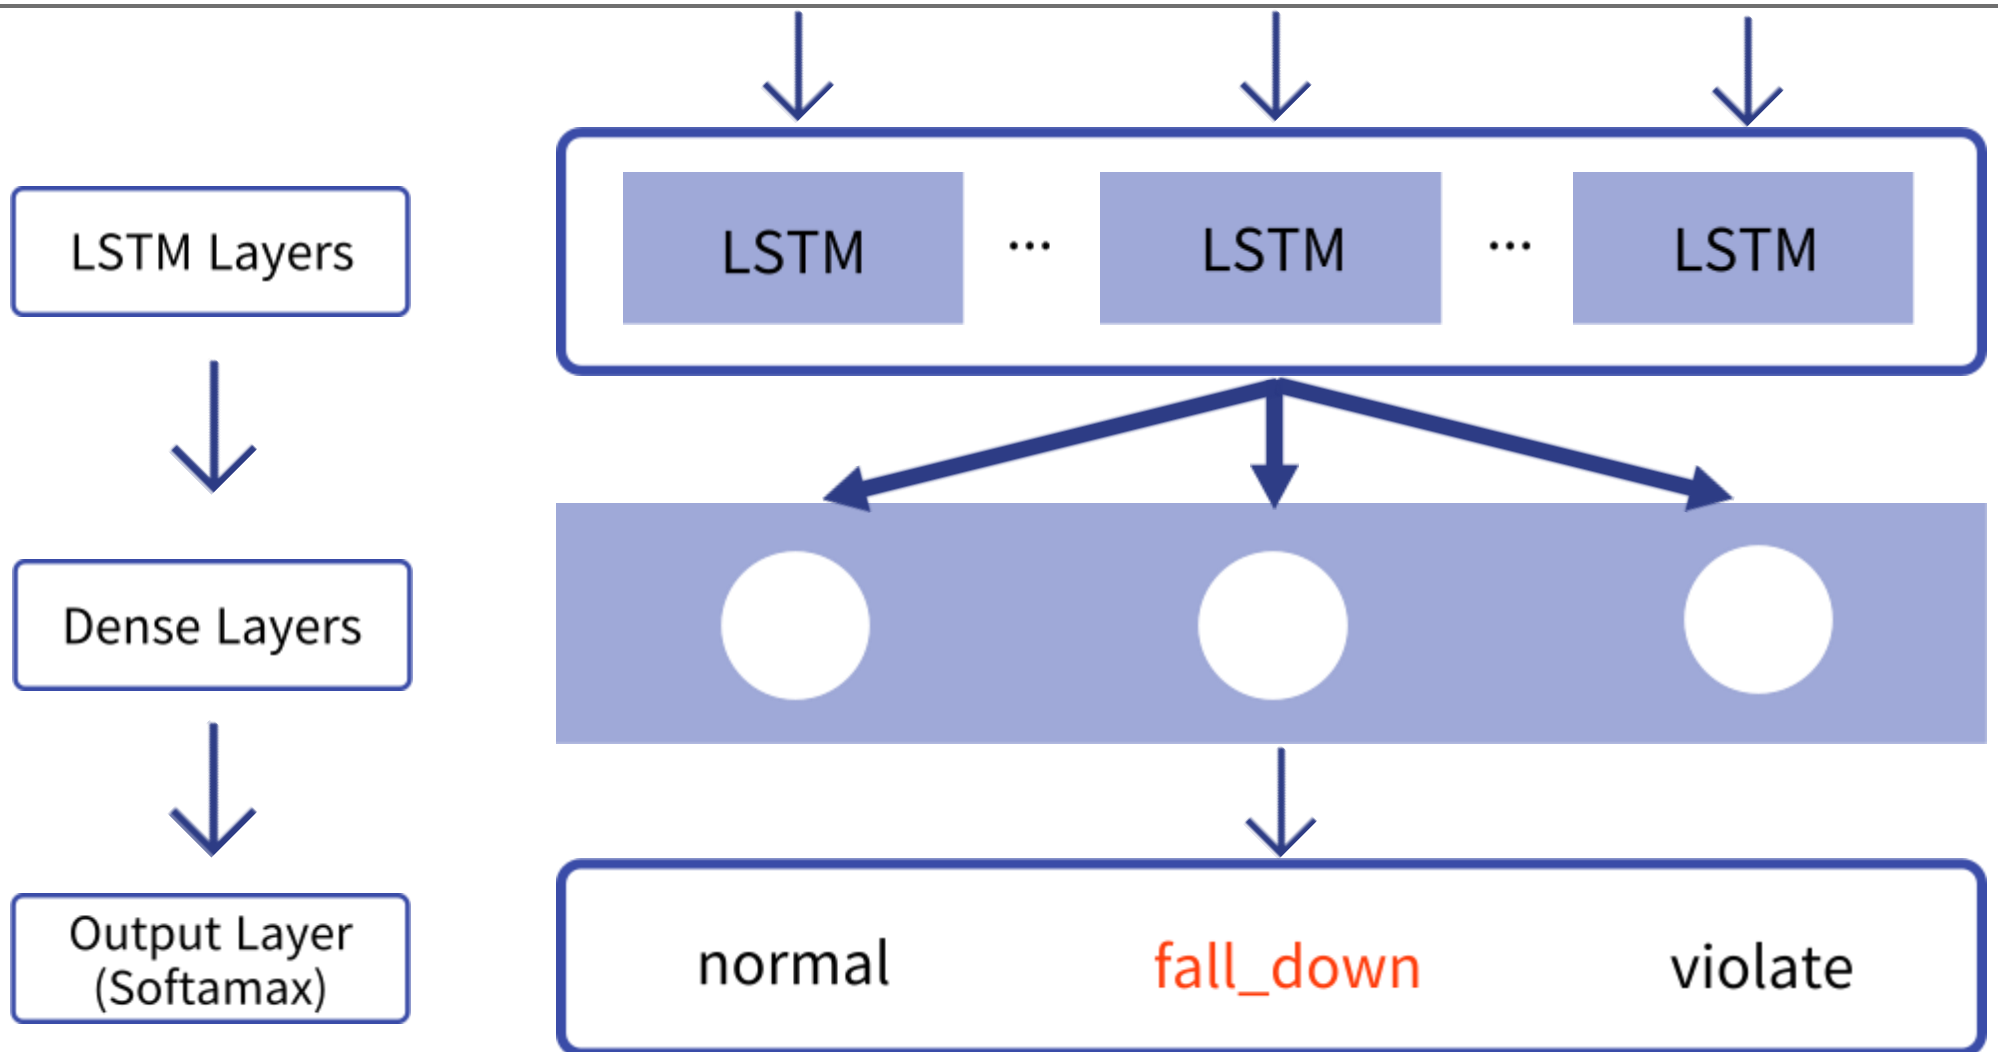 LSTM Layers
LSTM ... LSTM ... LSTM
Dense Layers
Output Layer
(Softamax)
normal fall_down violate